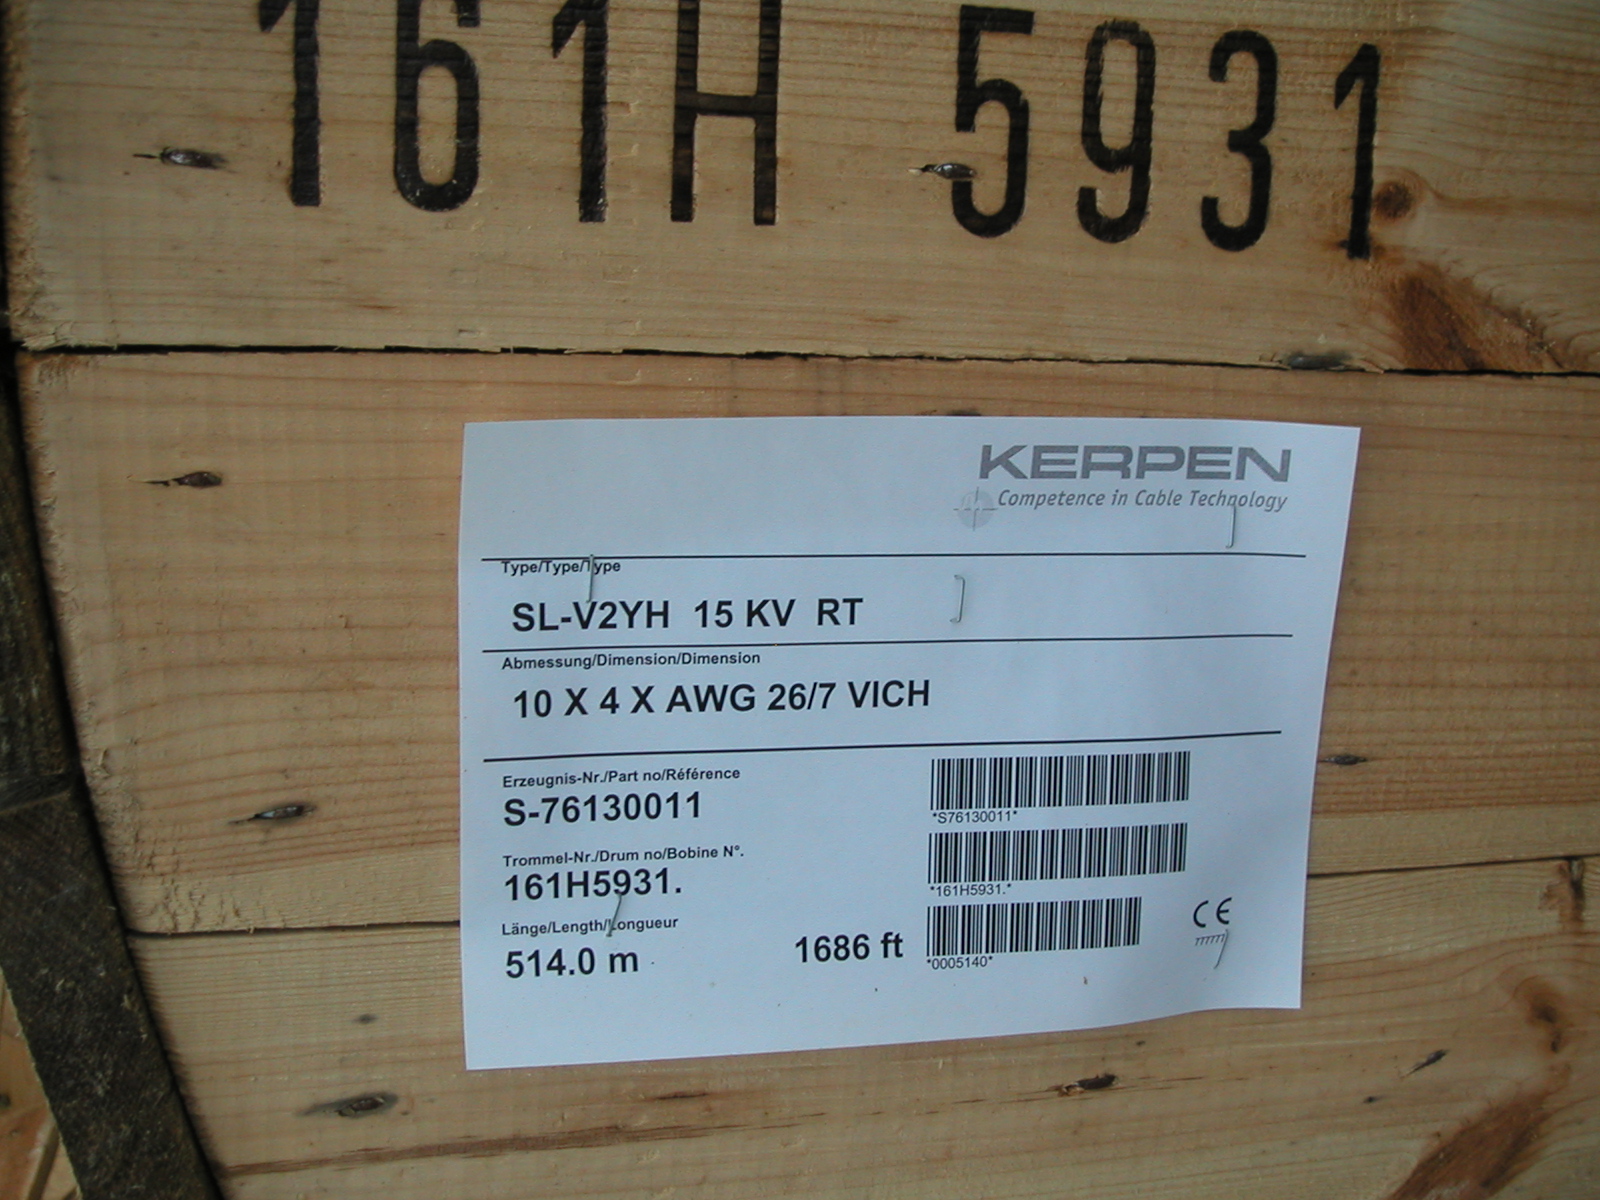 161H 5931
KERPEN
Competence in Cable Technology
Type/Type/Type
SL-V2YH 15 KV RT
Abmessung/Dimension/Dimension
10 X 4 X AWG 26/7 VICH
Erzeugnis-Nr./Part no/Référence
S-76130011
*S76130011*
Trommel-Nr./Drum no/Bobine N°.
161H5931.
*161H5931.*
Länge/Length/Longueur
514.0 m
1686 ft
*0005140*
CE